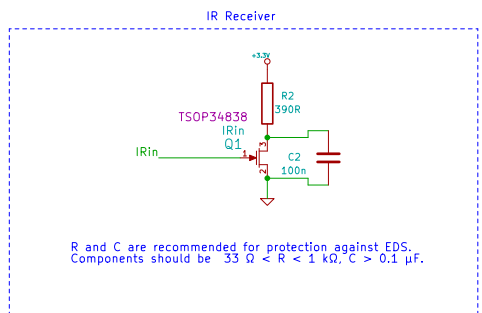 IR Receiver
+3.3V
R2
390R
TSOP34838
IRin
Q1
3
IRin
1
2
C2
100n
R and C are recommended for protection against EDS.
Components should be 33 Ω < R < 1 kΩ, C > 0.1 µF.